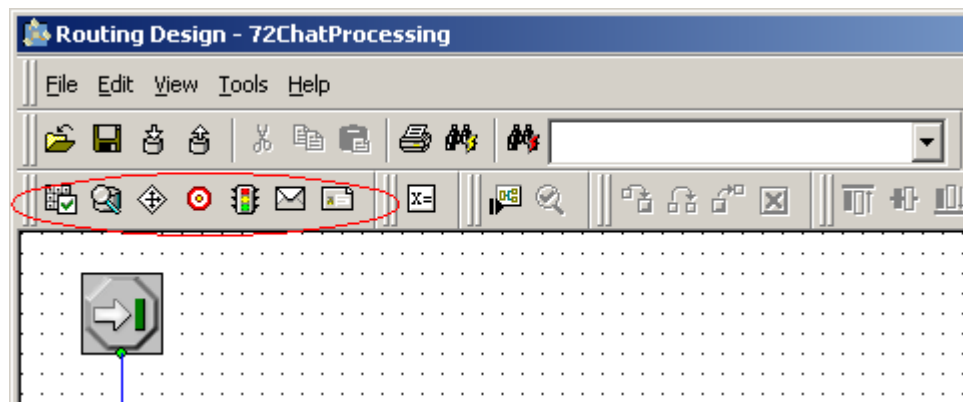 Routing Design - 72ChatProcessing
File Edit View Tools Help
X=